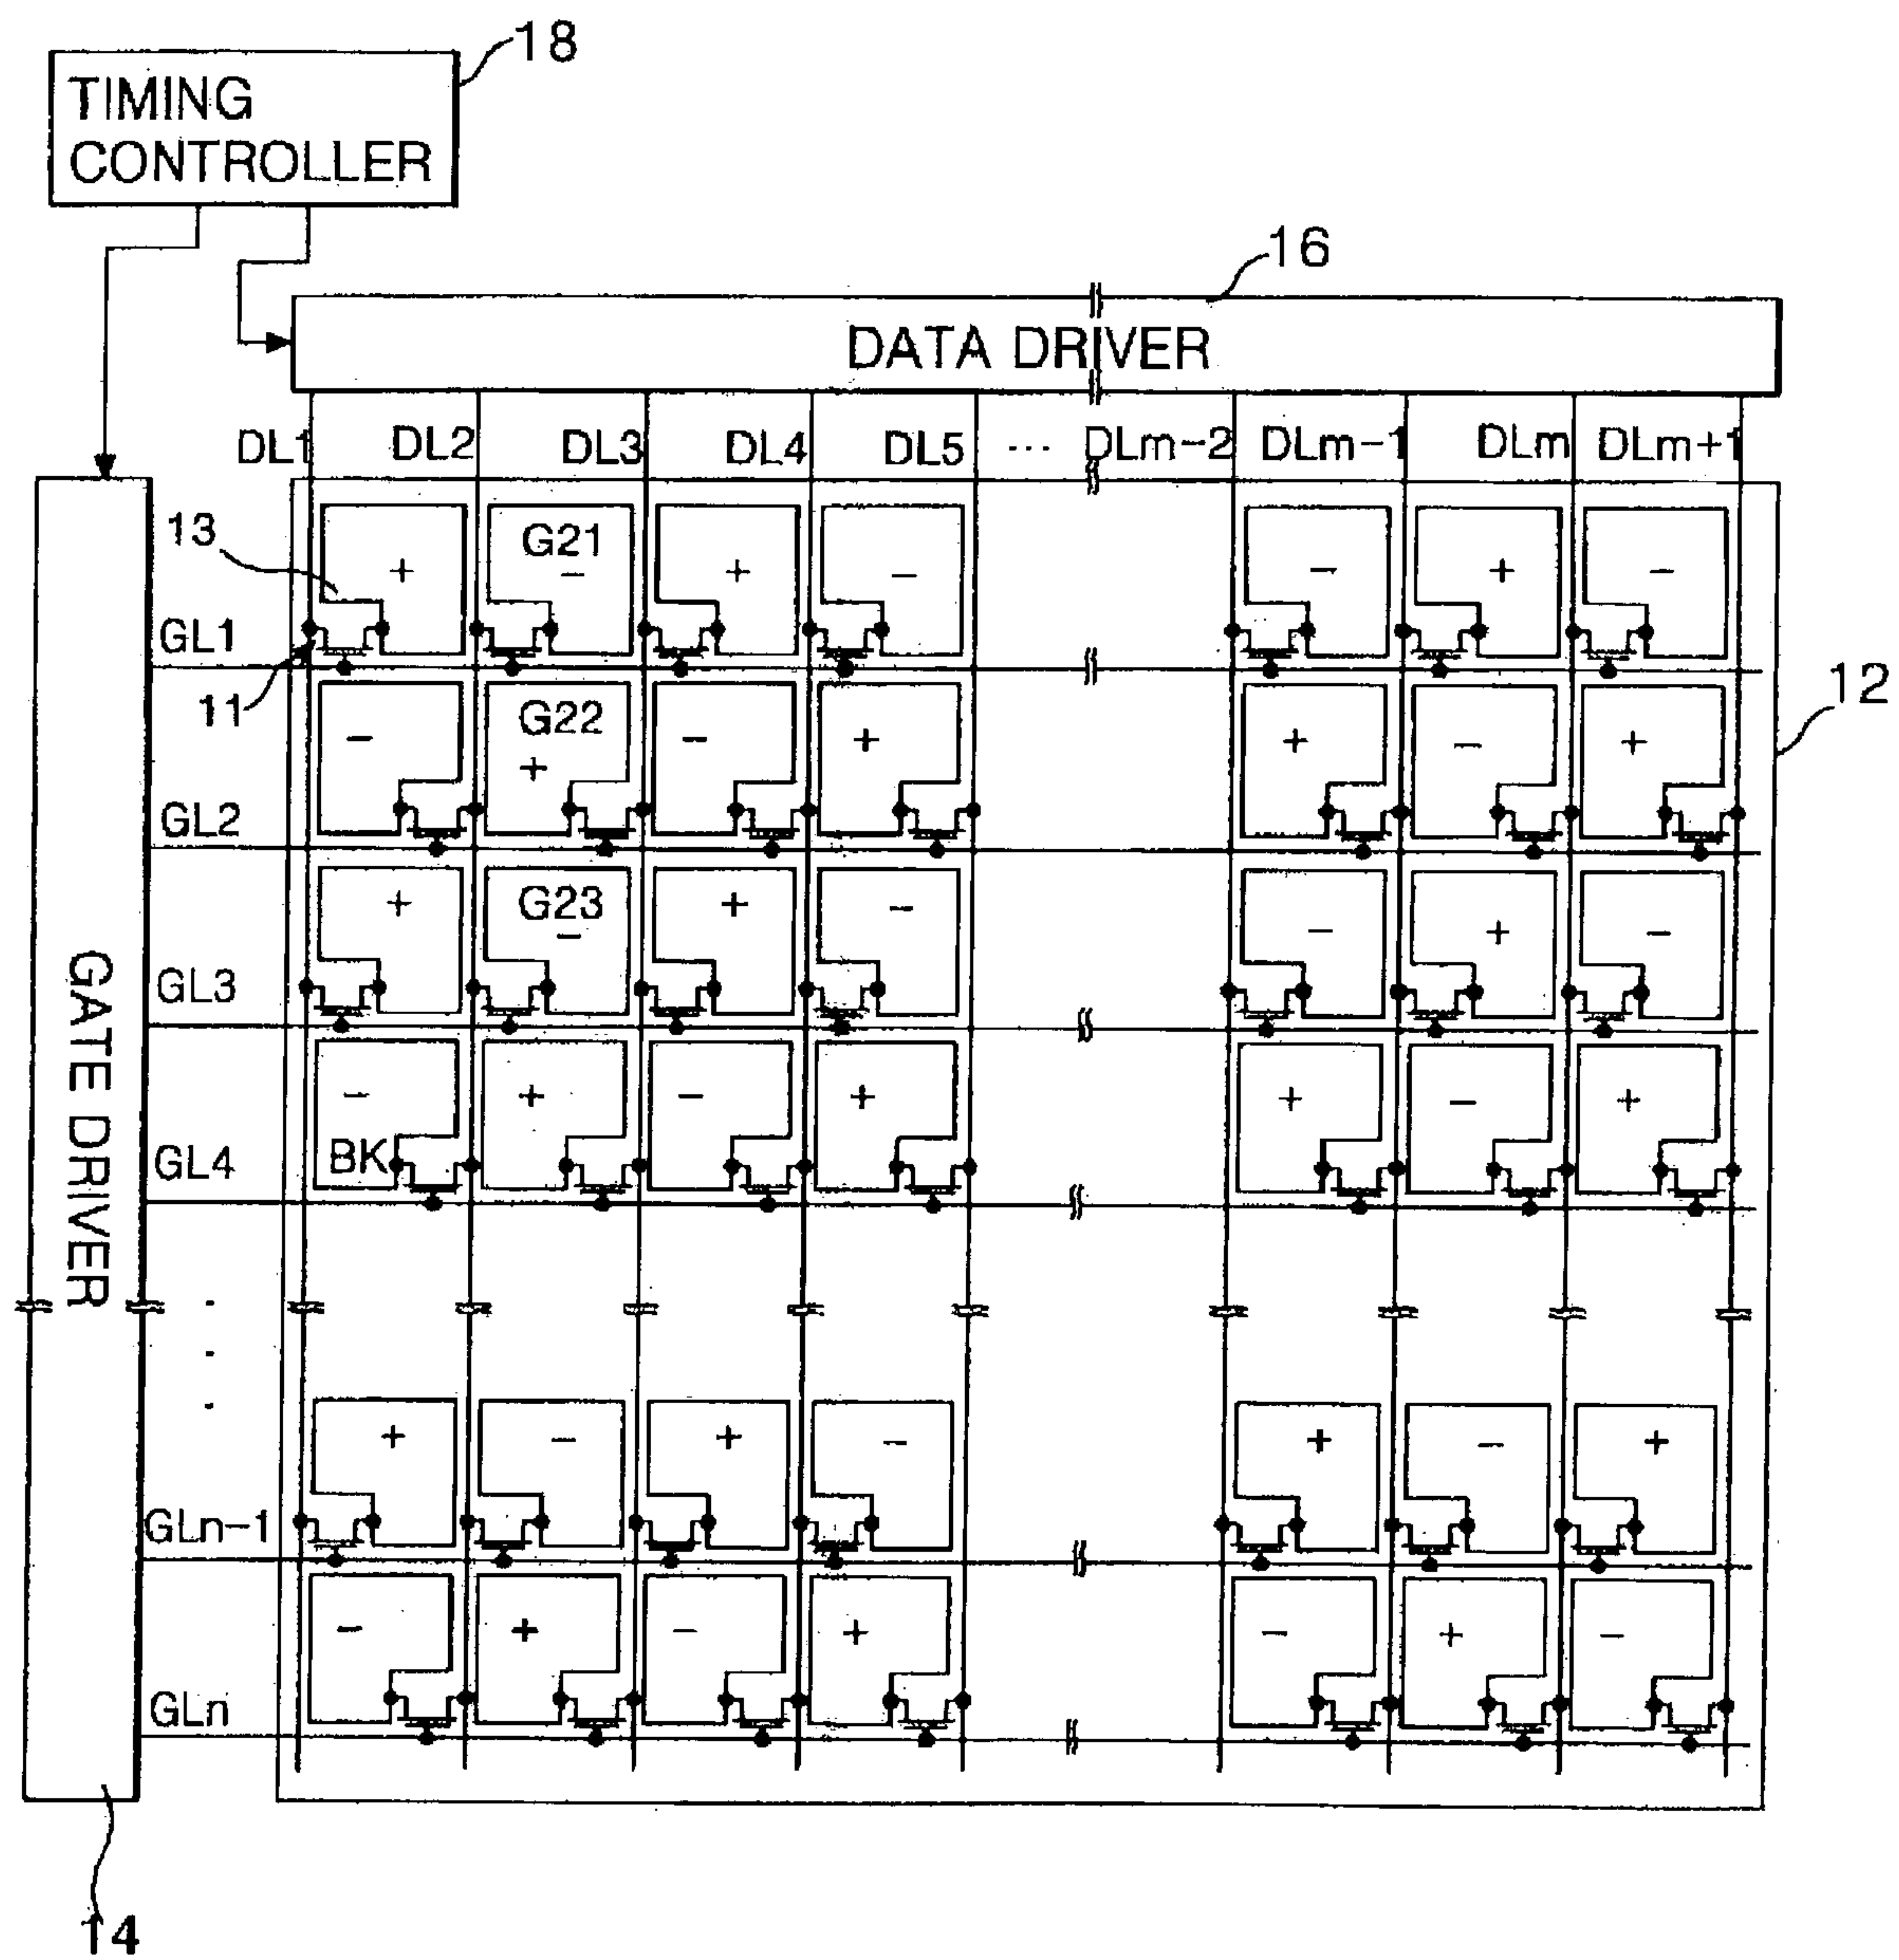 18
TIMING
CONTROLLER
16
DATA DRIVER
DL1 DL2 DL3 DL4 DL5 ... DLm-2 DLm-1 DLm DLm+1
13
+ G21 - + - - + -
GL1
11
12
- G22 + - + + - +
GL2
+ G23 - + - - + -
GL3
GATE DRIVER
- + - + + - +
BK
GL4
+ - + - + - +
GLn-1
- + - + - + -
GLn
14